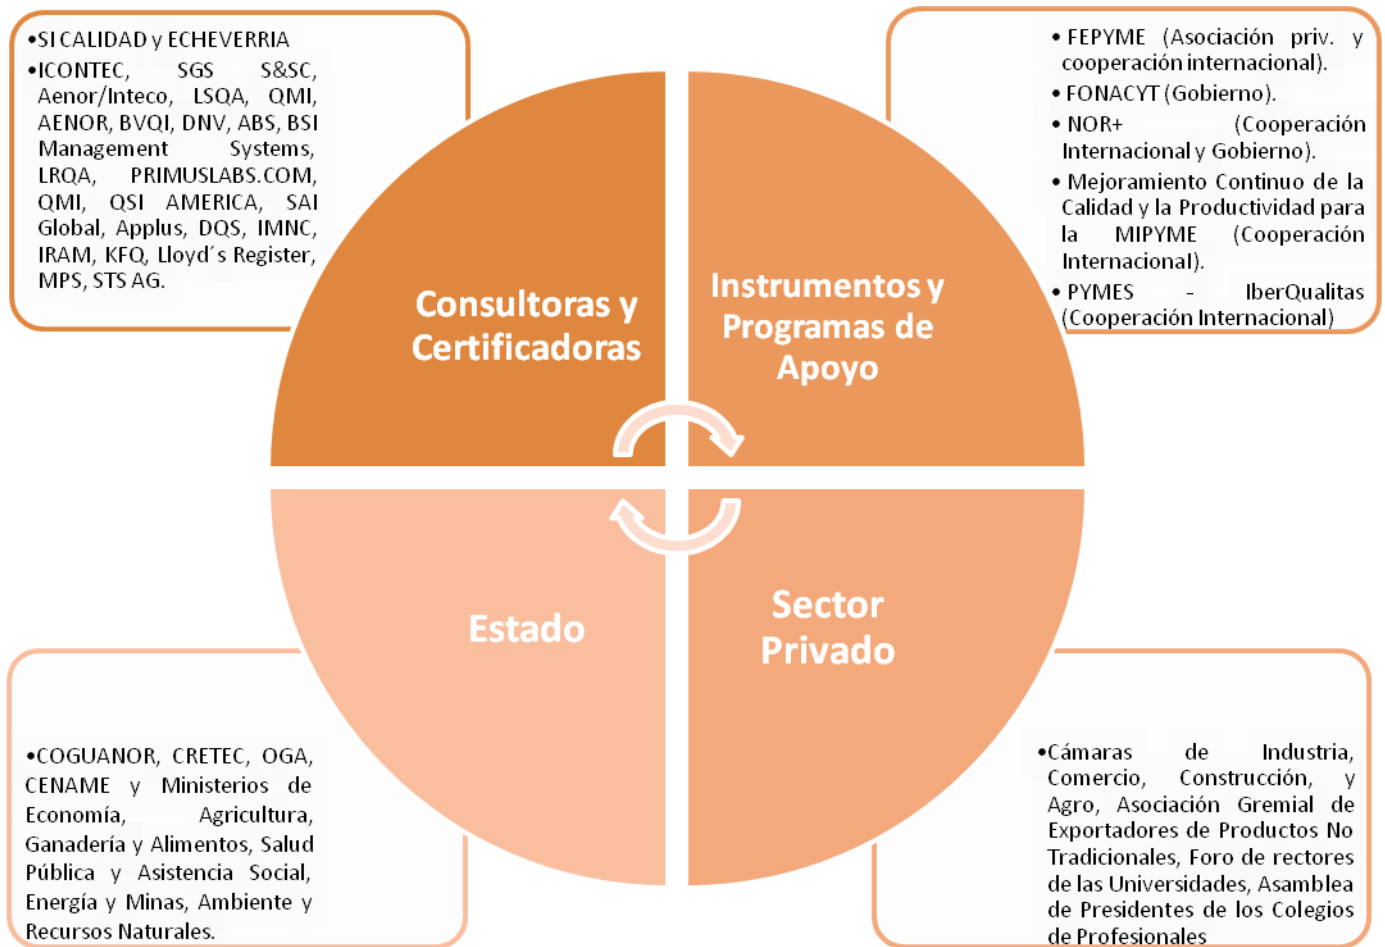 •SI CALIDAD y ECHEVERRIA
•ICONTEC, SGS S&SC,
Aenor/Inteco, LSQA, QMI,
AENOR, BVQI, DNV, ABS, BSI
Management Systems,
LRQA, PRIMUSLABS.COM,
QMI, QSI AMERICA, SAI
Global, Applus, DQS, IMNC,
IRAM, KFQ, Lloyd´s Register,
MPS, STS AG.
• FEPYME (Asociación priv. y
cooperación internacional).
• FONACYT (Gobierno).
• NOR+ (Cooperación
Internacional y Gobierno).
• Mejoramiento Continuo de la
Calidad y la Productividad para
la MIPYME (Cooperación
Internacional).
• PYMES - IberQualitas
(Cooperación Internacional)
Consultoras y
Certificadoras
Instrumentos y
Programas de
Apoyo
Estado
Sector
Privado
•COGUANOR, CRETEC, OGA,
CENAME y Ministerios de
Economía, Agricultura,
Ganadería y Alimentos, Salud
Pública y Asistencia Social,
Energía y Minas, Ambiente y
Recursos Naturales.
•Cámaras de Industria,
Comercio, Construcción, y
Agro, Asociación Gremial de
Exportadores de Productos No
Tradicionales, Foro de rectores
de las Universidades, Asamblea
de Presidentes de los Colegios
de Profesionales